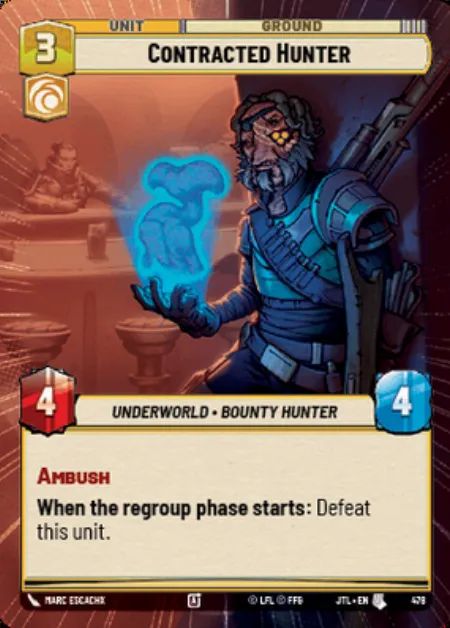 UNIT
GROUND
3
CONTRACTED HUNTER
4
UNDERWORLD • BOUNTY HUNTER
4
AMBUSH
When the regroup phase starts: Defeat
this unit.
MARC ESCACHX
© LFL © FFG
JTL • EN
478